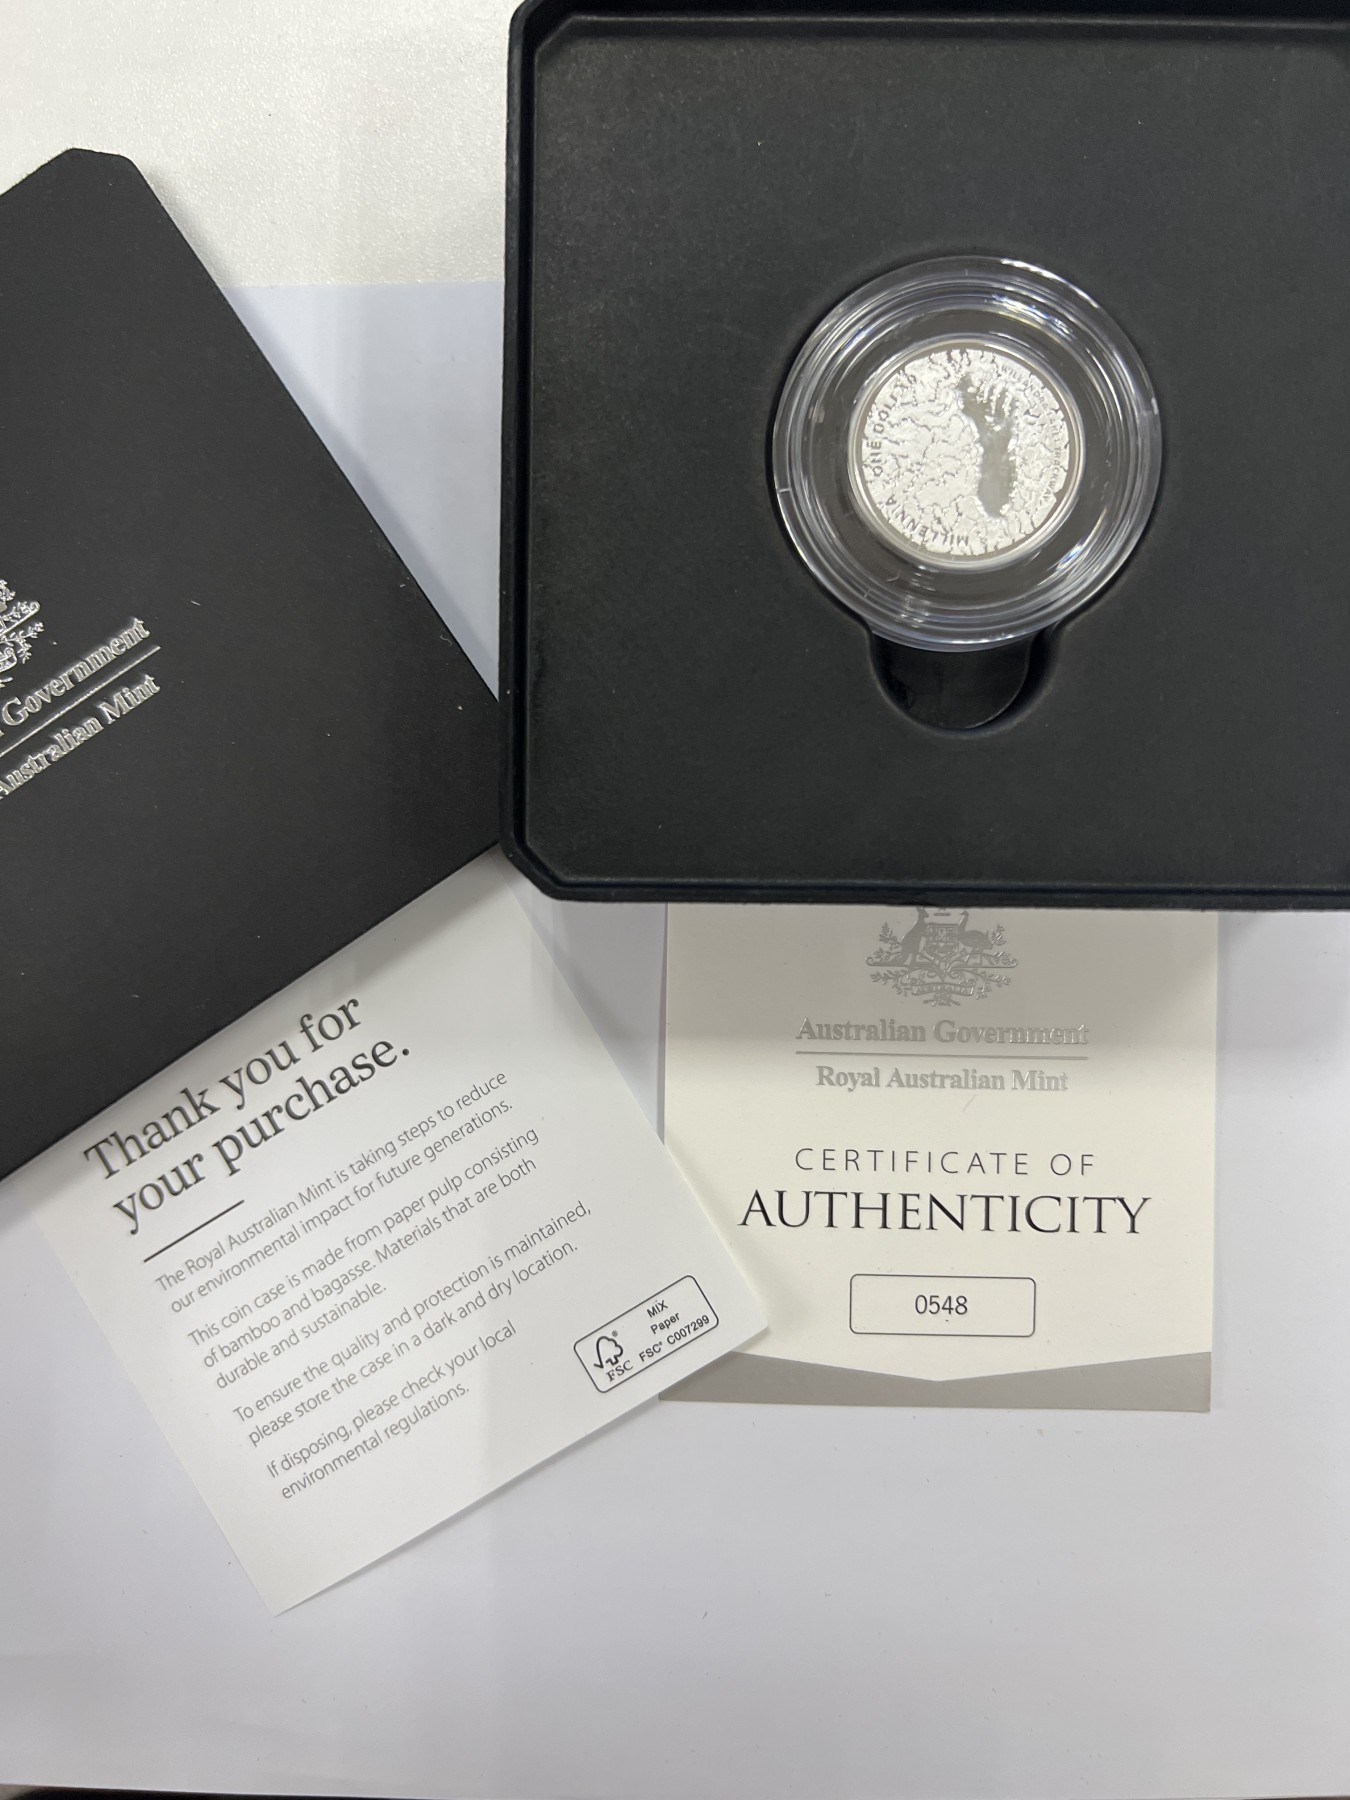 ONE DOLLAR
MILLENNIA
Government
Australian Mint
AUSTRALIA
Australian Government
Royal Australian Mint
CERTIFICATE OF
AUTHENTICITY
0548
Thank you for
your purchase.
The Royal Australian Mint is taking steps to reduce
our environmental impact for future generations.
This coin case is made from paper pulp consisting
of bamboo and bagasse. Materials that are both
durable and sustainable.
To ensure the quality and protection is maintained,
please store the case in a dark and dry location.
If disposing, please check your local
environmental regulations.
FSC
MIX
Paper
FSC® C007299